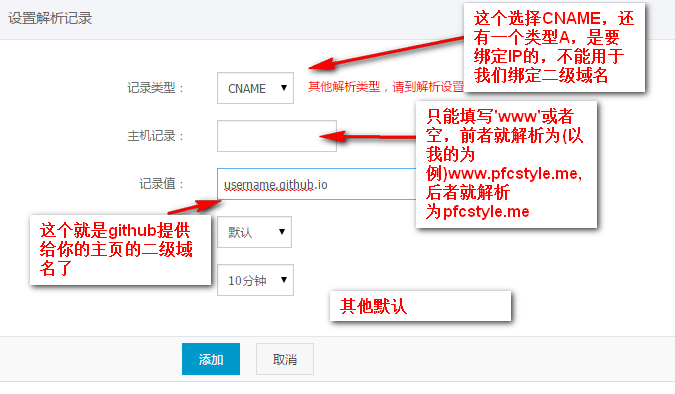 设置解析记录
这个选择CNAME，还
有一个类型A，是要
绑定IP的，不能用于
我们绑定二级域名
记录类型：
CNAME
其他解析类型，请到解析设置
只能填写'www'或者
空，前者就解析为(以
我的为
例)www.pfcstyle.me,
后者就解析
为pfcstyle.me
主机记录：
记录值：
username.github.io
这个就是github提供
给你的主页的二级域
名了
默认
10分钟
其他默认
添加
取消